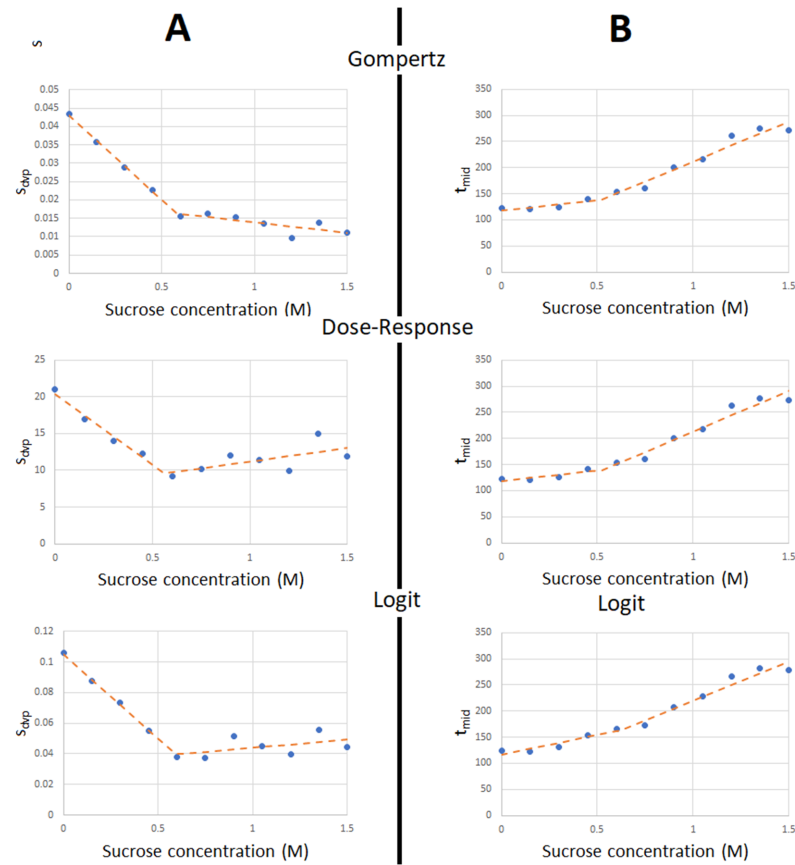 A
B
s
Gompertz
0.05
0.045
0.04
0.035
0.03
0.025
0.02
0.015
0.01
0.005
0
s_dvp
0 0.5 1 1.5
Sucrose concentration (M)
350
300
250
200
150
100
50
0
t_mid
0 0.5 1 1.5
Sucrose concentration (M)
Dose-Response
25
20
15
10
5
0
s_dvp
0 0.5 1 1.5
Sucrose concentration (M)
350
300
250
200
150
100
50
0
t_mid
0 0.5 1 1.5
Sucrose concentration (M)
Logit
Logit
0.12
0.1
0.08
0.06
0.04
0.02
0
s_dvp
0 0.5 1 1.5
Sucrose concentration (M)
350
300
250
200
150
100
50
0
t_mid
0 0.5 1 1.5
Sucrose concentration (M)